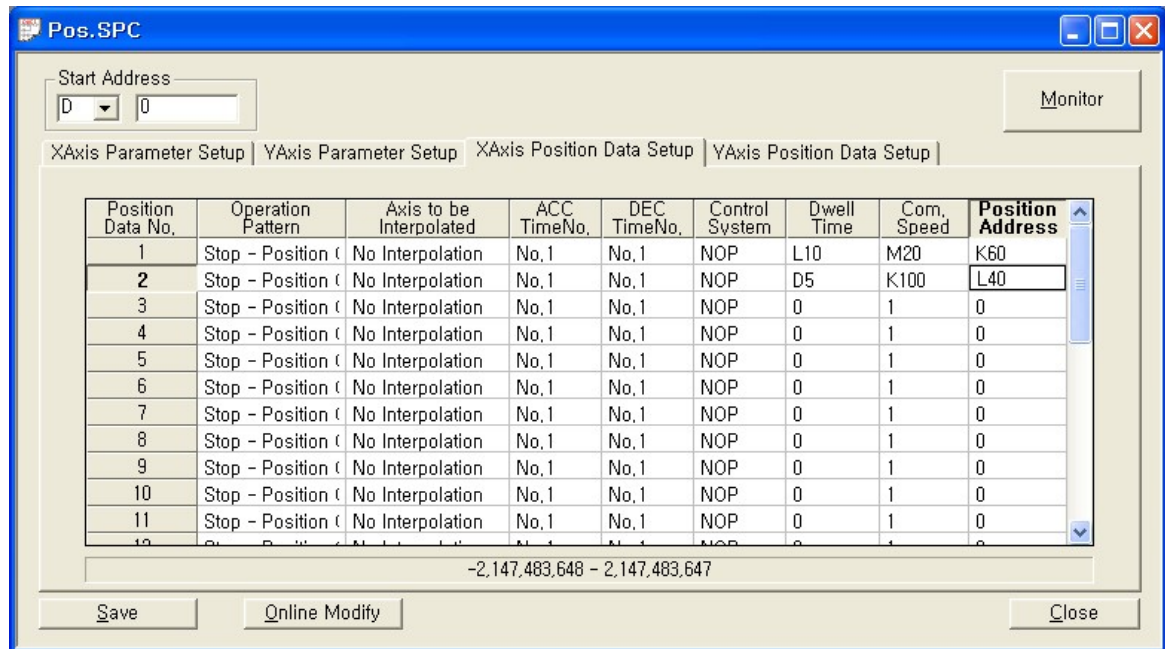 Pos.SPC
Start Address
D 0
Monitor
XAxis Parameter Setup YAxis Parameter Setup XAxis Position Data Setup YAxis Position Data Setup
Position Data No. Operation Pattern Axis to be Interpolated ACC TimeNo. DEC TimeNo. Control System Dwell Time Com. Speed Position Address
1 Stop - Position ( No Interpolation No.1 No.1 NOP L10 M20 K60
2 Stop - Position ( No Interpolation No.1 No.1 NOP D5 K100 L40
3 Stop - Position ( No Interpolation No.1 No.1 NOP 0 1 0
4 Stop - Position ( No Interpolation No.1 No.1 NOP 0 1 0
5 Stop - Position ( No Interpolation No.1 No.1 NOP 0 1 0
6 Stop - Position ( No Interpolation No.1 No.1 NOP 0 1 0
7 Stop - Position ( No Interpolation No.1 No.1 NOP 0 1 0
8 Stop - Position ( No Interpolation No.1 No.1 NOP 0 1 0
9 Stop - Position ( No Interpolation No.1 No.1 NOP 0 1 0
10 Stop - Position ( No Interpolation No.1 No.1 NOP 0 1 0
11 Stop - Position ( No Interpolation No.1 No.1 NOP 0 1 0
-2,147,483,648 - 2,147,483,647
Save Online Modify Close